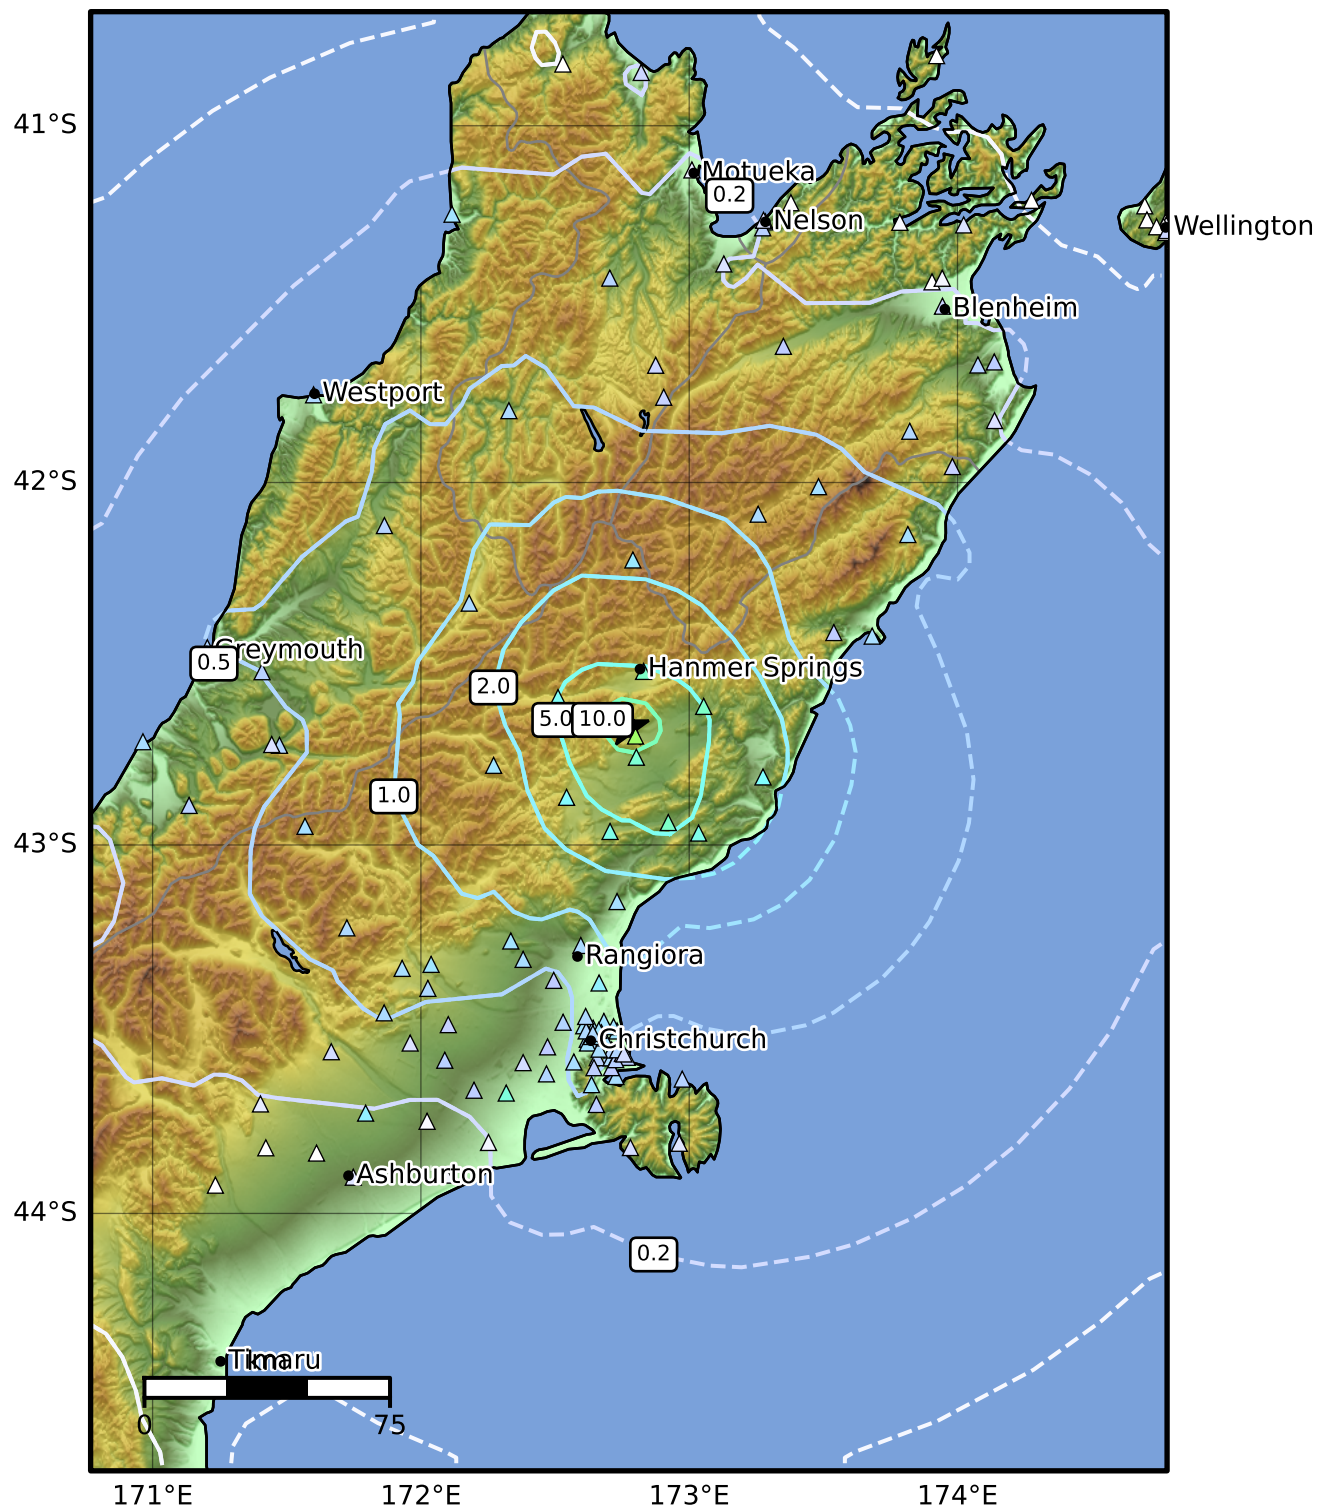 41°S
Motueka
0.2
Nelson
Wellington
Blenheim
Westport
42°S
Greymouth
0.5
Hanmer Springs
2.0
5.0
10.0
1.0
43°S
Rangiora
Christchurch
Ashburton
44°S
0.2
Timaru
km
0
75
171°E
172°E
173°E
174°E